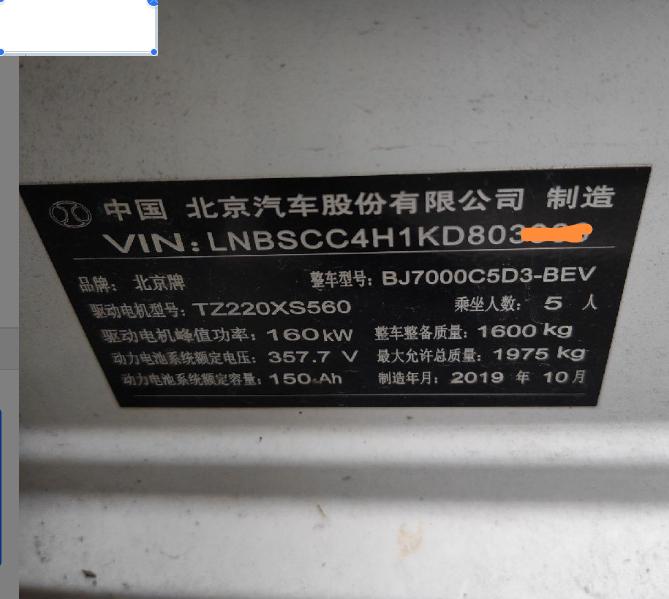 中国 北京汽车股份有限公司 制造
VIN: LNBSCC4H1KD803
品牌: 北京牌 整车型号: BJ7000C5D3-BEV
驱动电机型号: TZ220XS560 乘坐人数: 5 人
驱动电机峰值功率: 160kW 整车整备质量: 1600 kg
动力电池系统额定电压: 357.7 V 最大允许总质量: 1975 kg
动力电池系统额定容量: 150 Ah 制造年月: 2019 年 10月